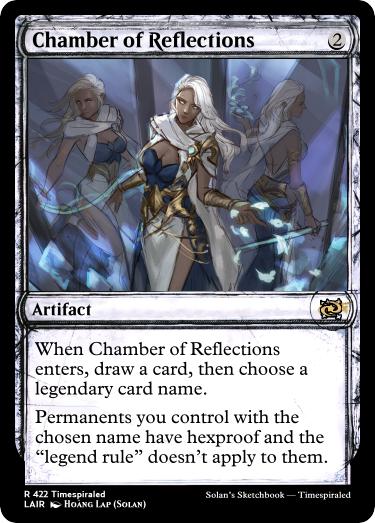 Chamber of Reflections 2
Artifact
When Chamber of Reflections
enters, draw a card, then choose a
legendary card name.
Permanents you control with the
chosen name have hexproof and the
“legend rule” doesn’t apply to them.
R 422 Timespiraled
LAIR Hoàng Lap (Solan)
Solan’s Sketchbook — Timespiraled